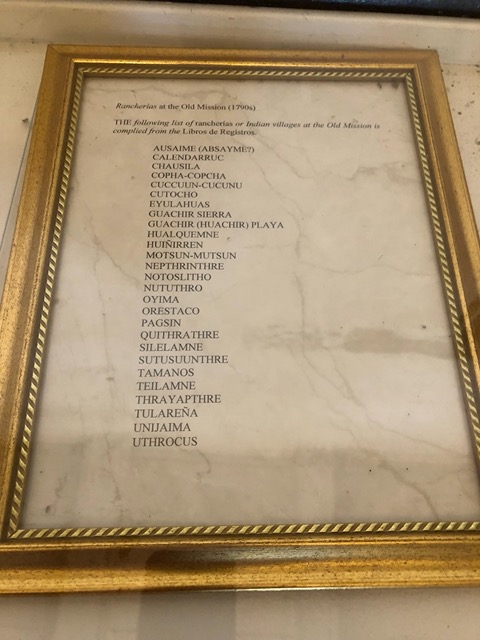 Rancherías at the Old Mission (1790s)
THE following list of rancherias or Indian villages at the Old Mission is
complied from the Libros de Registros.
AUSAIME (ABSAYME?)
CALENDARRUC
CHAUSILA
COPHA-COPCHA
CUCCUUN-CUCUNU
CUTOCHO
EYULAHUAS
GUACHIR SIERRA
GUACHIR (HUACHIR) PLAYA
HUALQUEMNE
HUIÑIRREN
MOTSUN-MUTSUN
NEPTHRINTHRE
NOTOSLITHO
NUTUTHRO
OYIMA
ORESTACO
PAGSIN
QUITHRATHRE
SILELAMNE
SUTUSUUNTHRE
TAMANOS
TEILAMNE
THRAYAPTHRE
TULAREÑA
UNIJAIMA
UTHROCUS